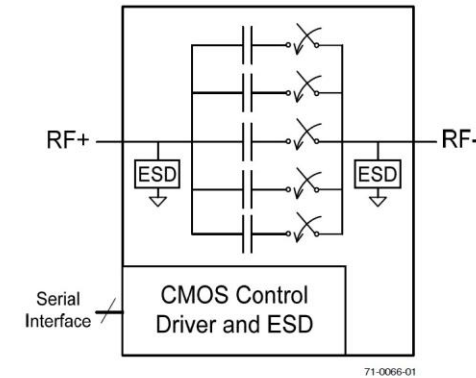 RF+
RF-
ESD
ESD
Serial
Interface
CMOS Control
Driver and ESD
71-0066-01